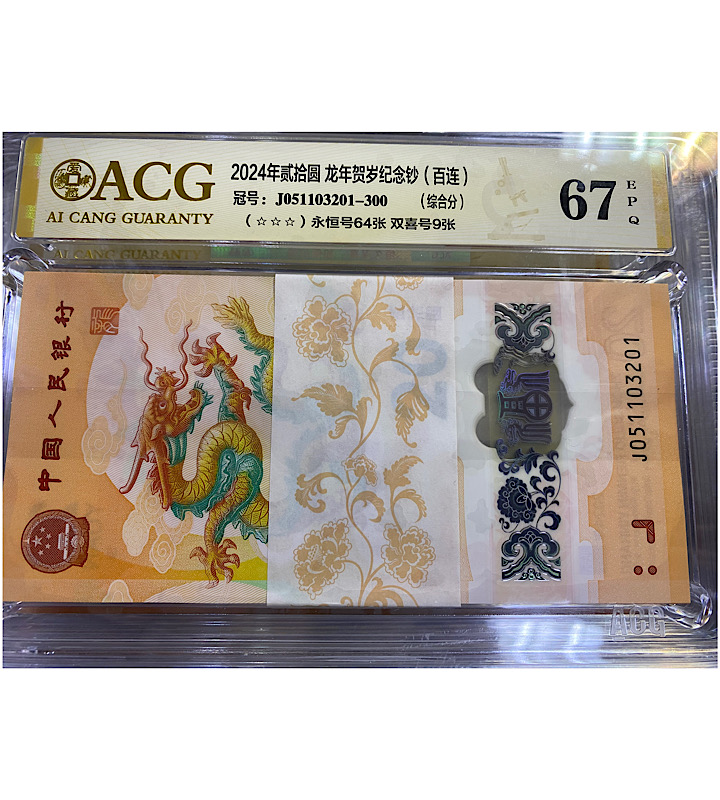 ACG
AI CANG GUARANTY
2024年贰拾圆 龙年贺岁纪念钞（百连）
冠号：J051103201-300 （综合分）
（☆☆☆）永恒号64张 双喜号9张
67
EPQ
中国人民银行
J051103201
ACG